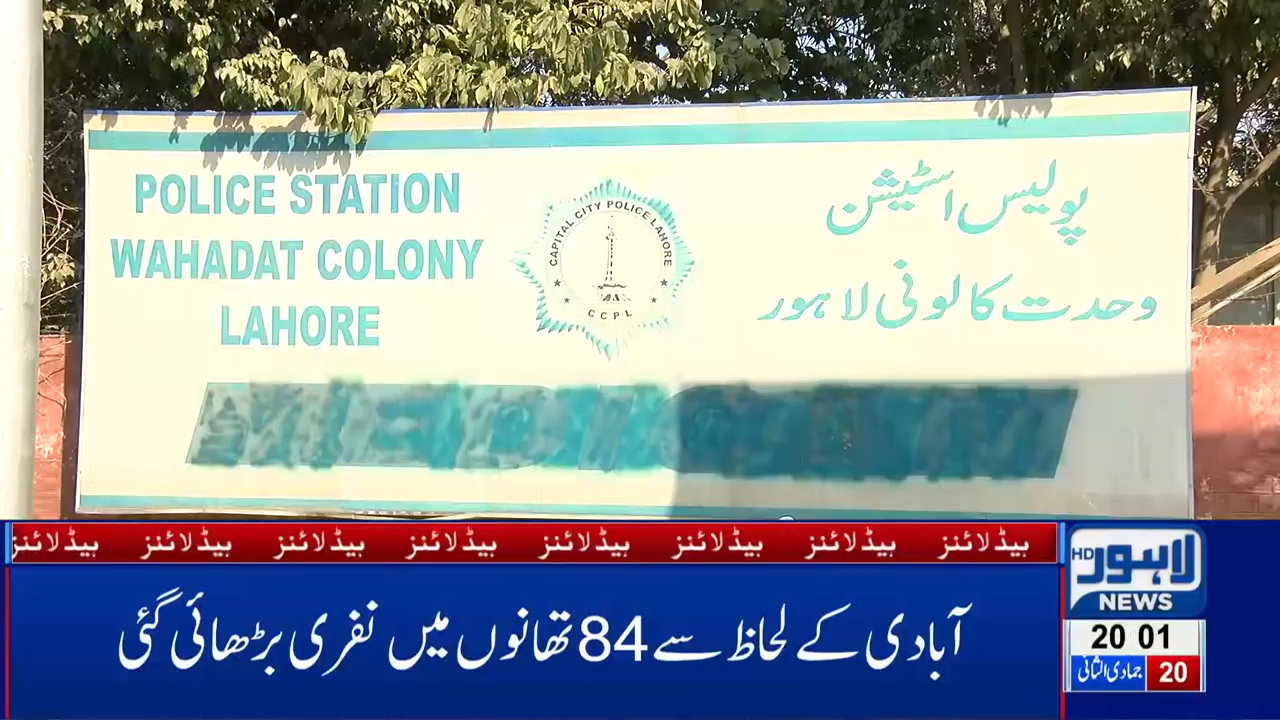 POLICE STATION
WAHADAT COLONY
LAHORE
CAPITAL CITY POLICE LAHORE
CCPL
پولیس اسٹیشن
وحدت کالونی لاہور
ہیڈلائنز ہیڈلائنز ہیڈلائنز ہیڈلائنز ہیڈلائنز ہیڈلائنز ہیڈلائنز ہیڈلائنز
آبادی کے لحاظ سے 84 تھانوں میں نفری بڑھائی گئی
لاہور HD
NEWS
20 01
جمادی الثانی 20